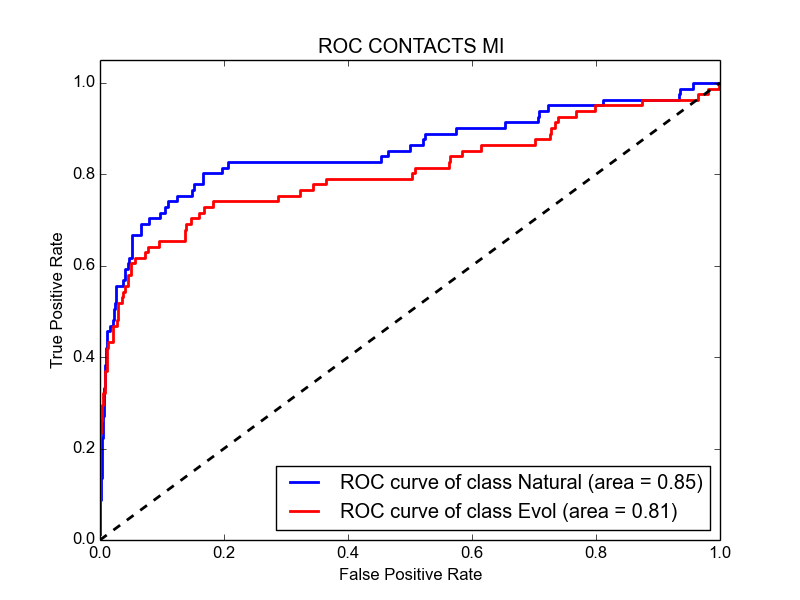 ROC CONTACTS MI
1.0
0.8
0.6
0.4
0.2
0.0
True Positive Rate
ROC curve of class Natural (area = 0.85)
ROC curve of class Evol (area = 0.81)
0.0 0.2 0.4 0.6 0.8 1.0
False Positive Rate